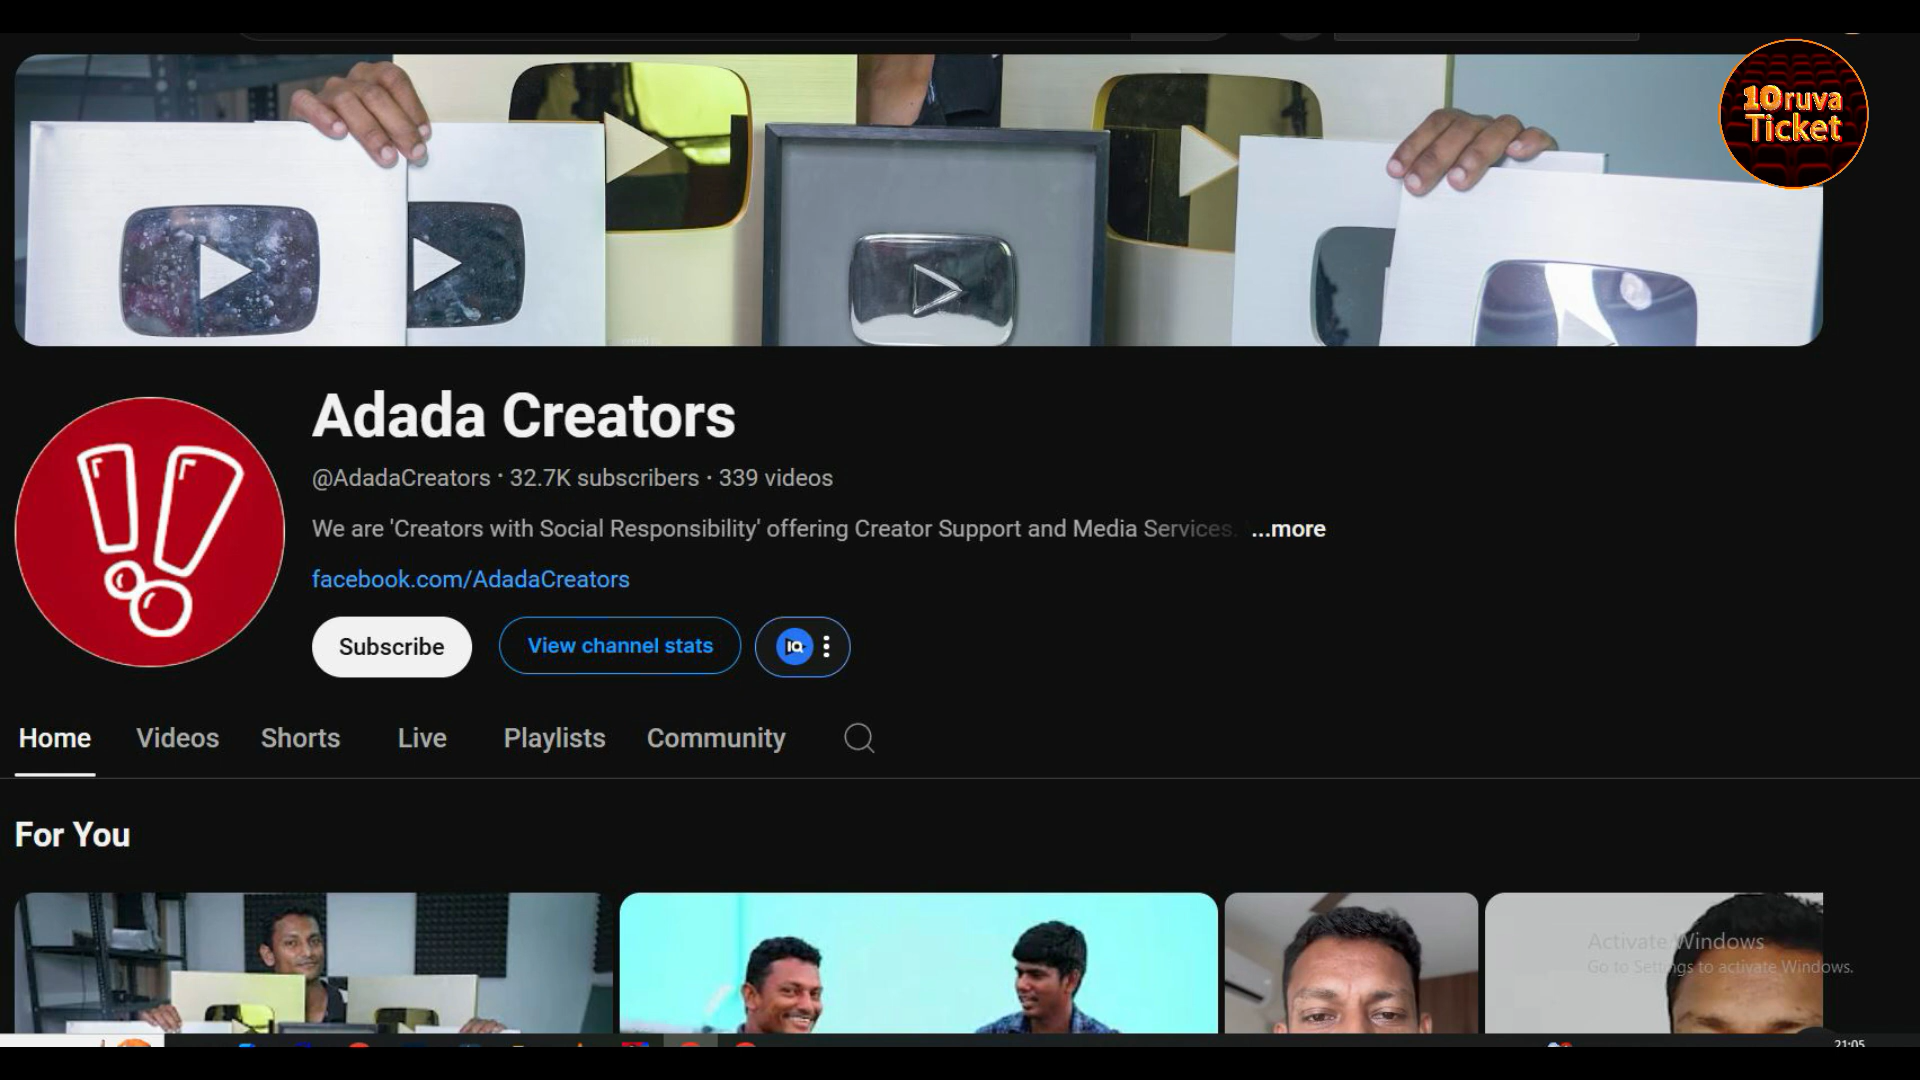 10ruva
Ticket
Adada Creators
@AdadaCreators · 32.7K subscribers · 339 videos
We are 'Creators with Social Responsibility' offering Creator Support and Media Services. ...more
facebook.com/AdadaCreators
Subscribe
View channel stats
IQ
Home
Videos
Shorts
Live
Playlists
Community
For You
Activate Windows
Go to Settings to activate Windows.
21:05